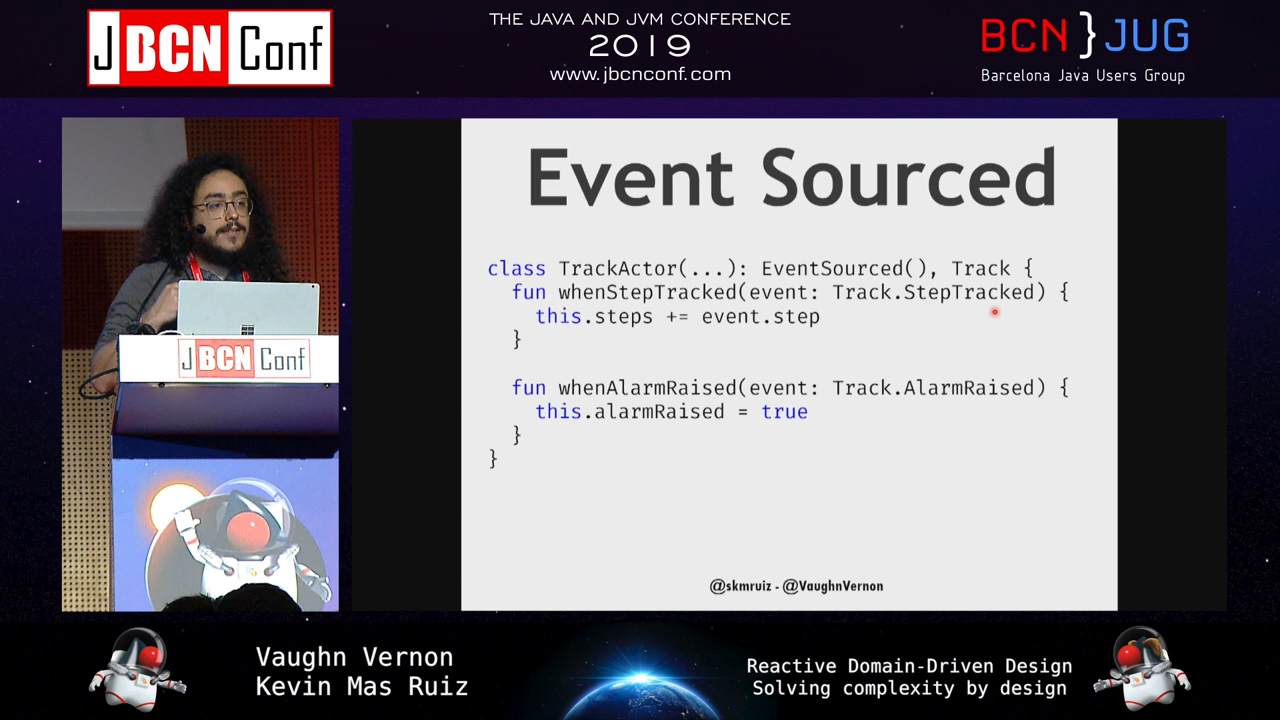 J BCN Conf
THE JAVA AND JVM CONFERENCE
2019
www.jbcnconf.com
BCN } JUG
Barcelona Java Users Group
J BCN Conf
Event Sourced
class TrackActor(...): EventSourced(), Track {
fun whenStepTracked(event: Track.StepTracked) {
this.steps += event.step
}
fun whenAlarmRaised(event: Track.AlarmRaised) {
this.alarmRaised = true
}
}
@skmruiz - @VaughnVernon
Vaughn Vernon
Kevin Mas Ruiz
Reactive Domain-Driven Design
Solving complexity by design